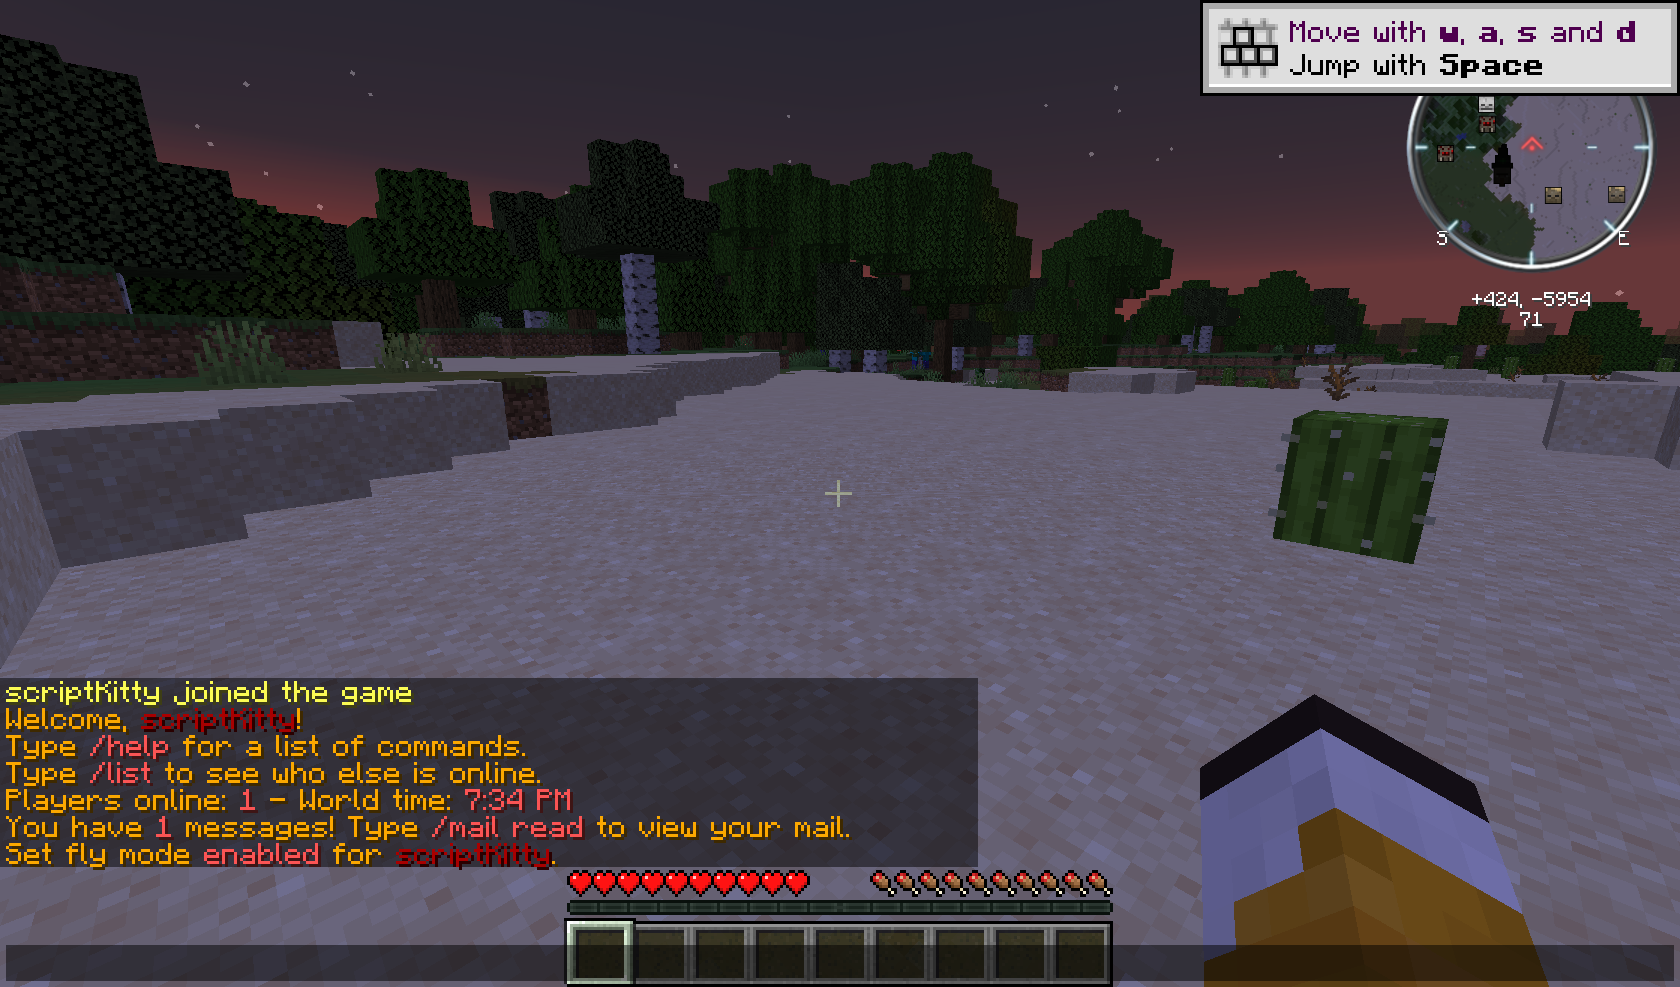 Move with w, a, s and d
Jump with Space
S
E
+424, -5954
71
scriptKitty joined the game
Welcome, scriptKitty!
Type /help for a list of commands.
Type /list to see who else is online.
Players online: 1 - World time: 7:34 PM
You have 1 messages! Type /mail read to view your mail.
Set fly mode enabled for scriptKitty.